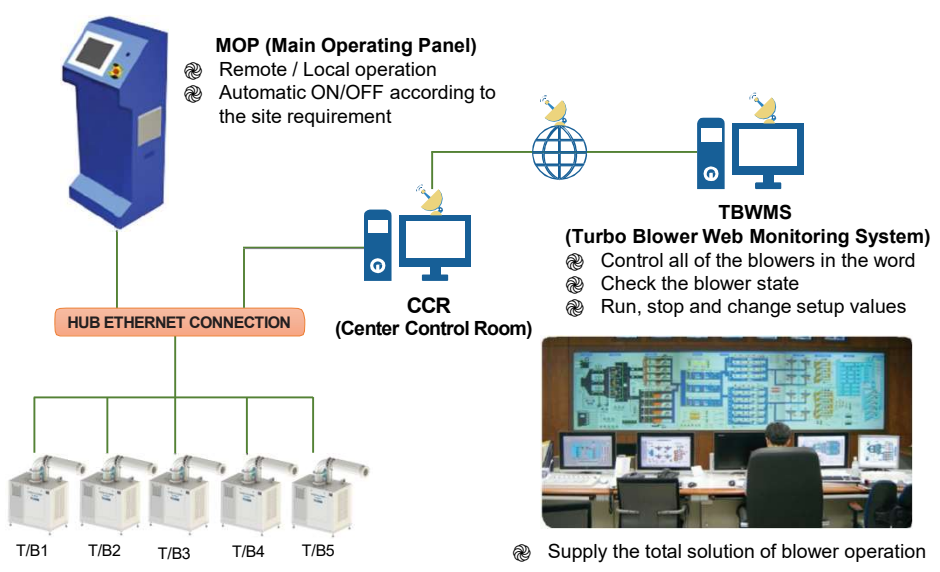 MOP (Main Operating Panel)
Remote / Local operation
Automatic ON/OFF according to
the site requirement
TBWMS
(Turbo Blower Web Monitoring System)
Control all of the blowers in the word
Check the blower state
Run, stop and change setup values
CCR
(Center Control Room)
HUB ETHERNET CONNECTION
T/B1
T/B2
T/B3
T/B4
T/B5
Supply the total solution of blower operation